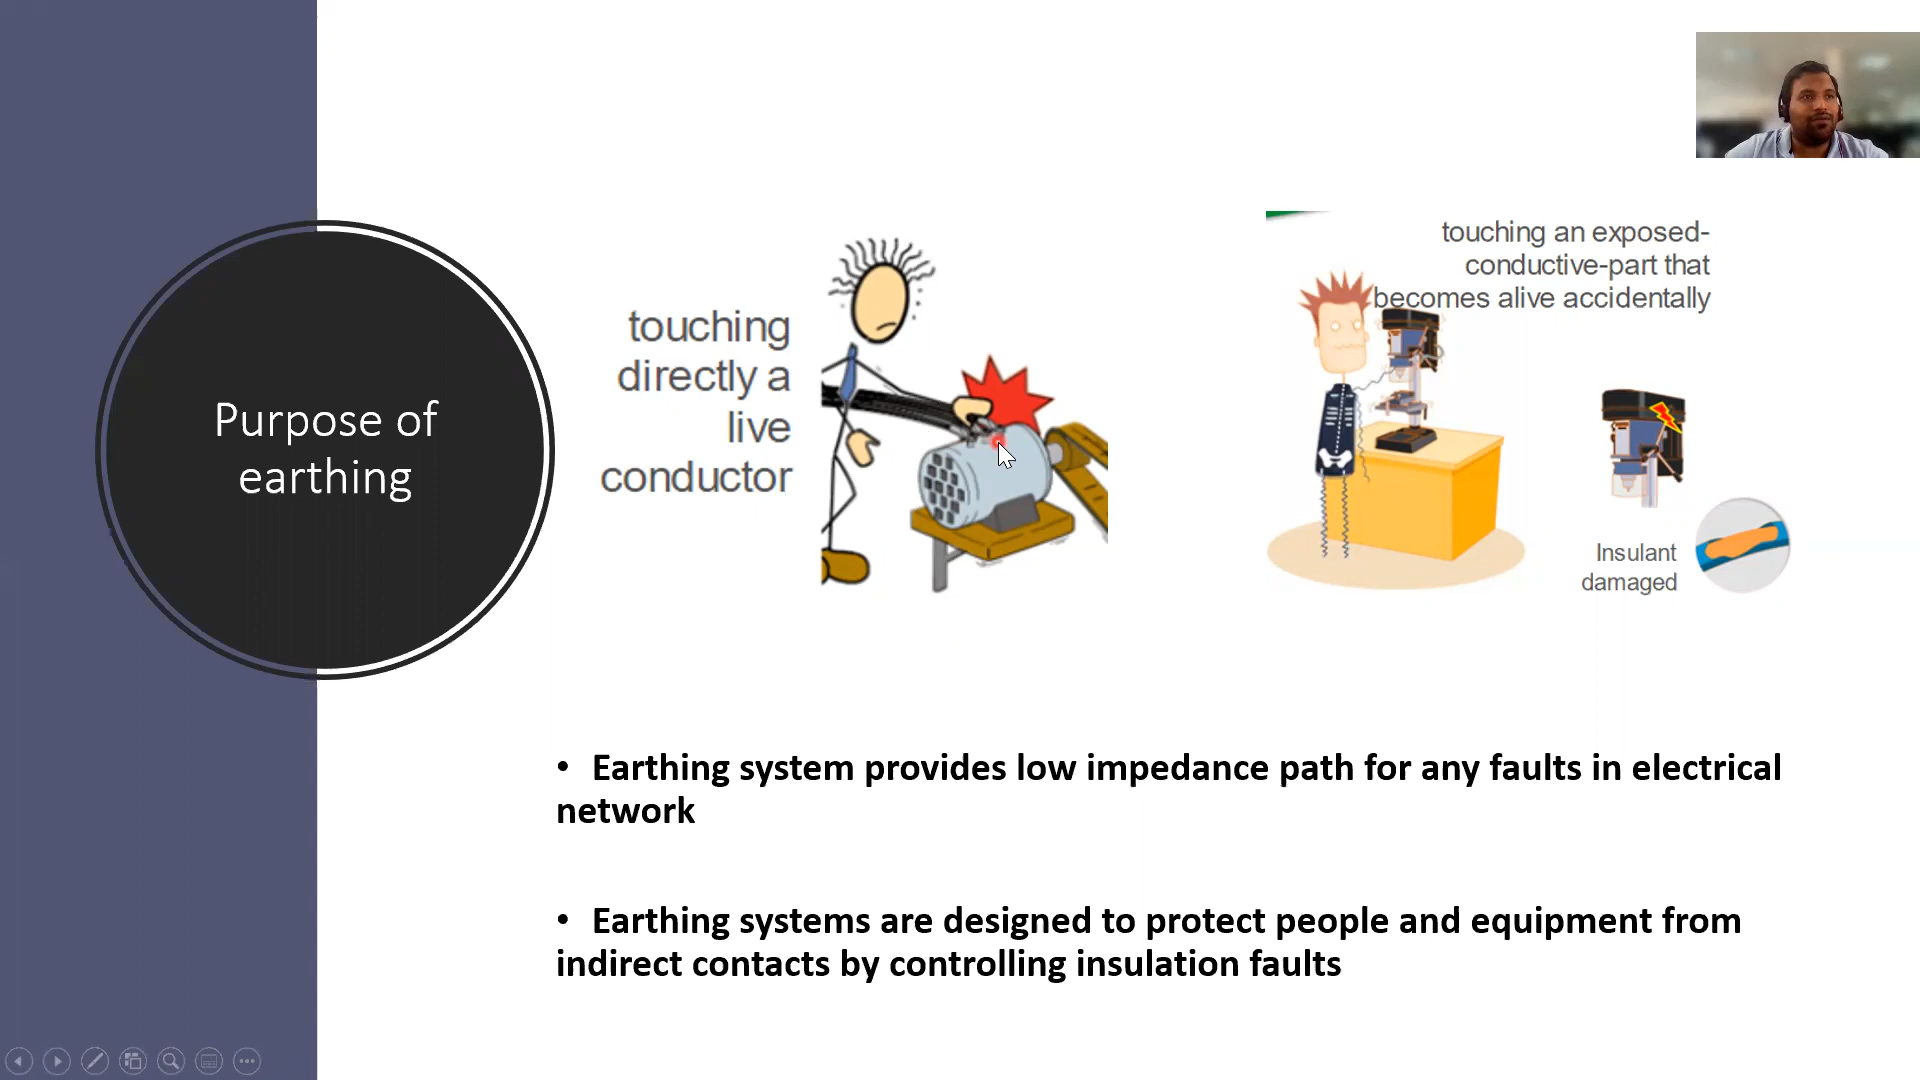 Purpose of
earthing
touching
directly a
live
conductor
touching an exposed-
conductive-part that
becomes alive accidentally
Insulant
damaged
• Earthing system provides low impedance path for any faults in electrical
network
• Earthing systems are designed to protect people and equipment from
indirect contacts by controlling insulation faults